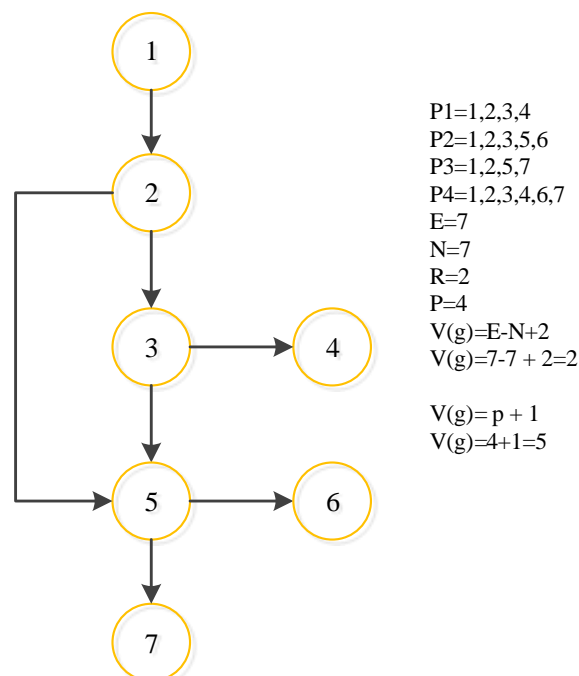 1
2
3
4
5
6
7
P1=1,2,3,4
P2=1,2,3,5,6
P3=1,2,5,7
P4=1,2,3,4,6,7
E=7
N=7
R=2
P=4
V(g)=E-N+2
V(g)=7-7 + 2=2
V(g)= p + 1
V(g)=4+1=5